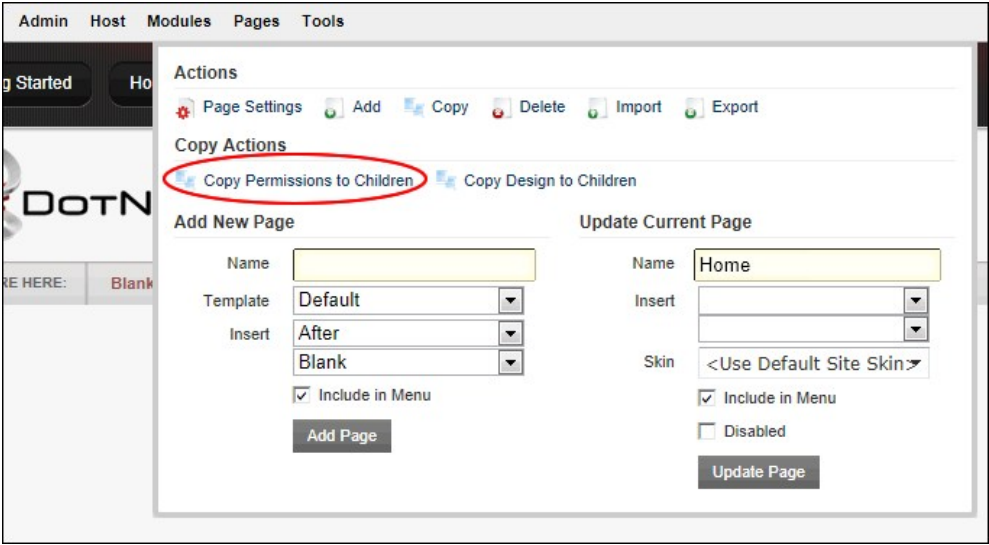 Admin Host Modules Pages Tools
g Started
Ho
Actions
Page Settings Add Copy Delete Import Export
Copy Actions
Copy Permissions to Children Copy Design to Children
DOTN
Add New Page
Update Current Page
RE HERE:
Blank
Name
Template Default
Insert After
Blank
Include in Menu
Add Page
Name Home
Insert
Skin <Use Default Site Skin>
Include in Menu
Disabled
Update Page